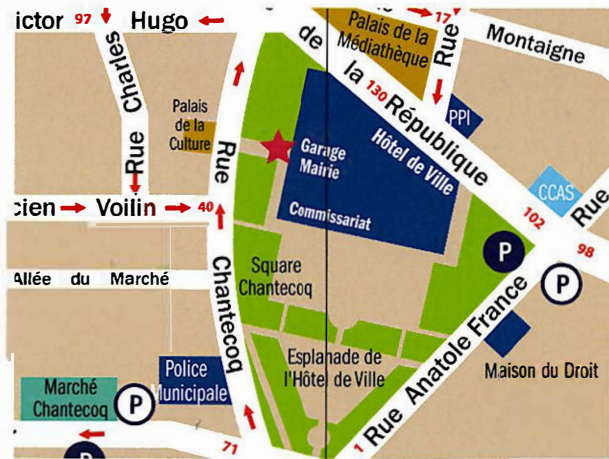 ictor 97 Hugo
Rue Charles
de la République
130
Palais de la
Médiathèque
17
Rue
Montaigne
Palais
de la
Culture
Rue Chantecoq
Garage
Mairie
Hôtel de Ville
Commissariat
PPI
CCAS
Rue
102
98
P
P
cien Voilin 40
Allée du Marché
Square
Chantecoq
Esplanade de
l'Hôtel de Ville
Rue Anatole France
1
Maison du Droit
Police
Municipale
Marché
Chantecoq
P
P
71